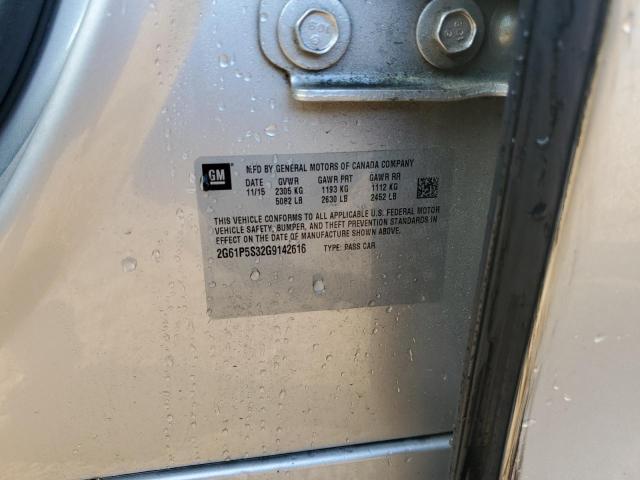 GM
MFD BY GENERAL MOTORS OF CANADA COMPANY
DATE GVWR GAWR FRT GAWR RR
11/15 2305 KG 1193 KG 1112 KG
5082 LB 2630 LB 2452 LB
THIS VEHICLE CONFORMS TO ALL APPLICABLE U.S. FEDERAL MOTOR
VEHICLE SAFETY, BUMPER, AND THEFT PREVENTION STANDARDS IN
EFFECT ON THE DATE OF MANUFACTURE SHOWN ABOVE.
2G61P5S32G9142616 TYPE: PASS CAR